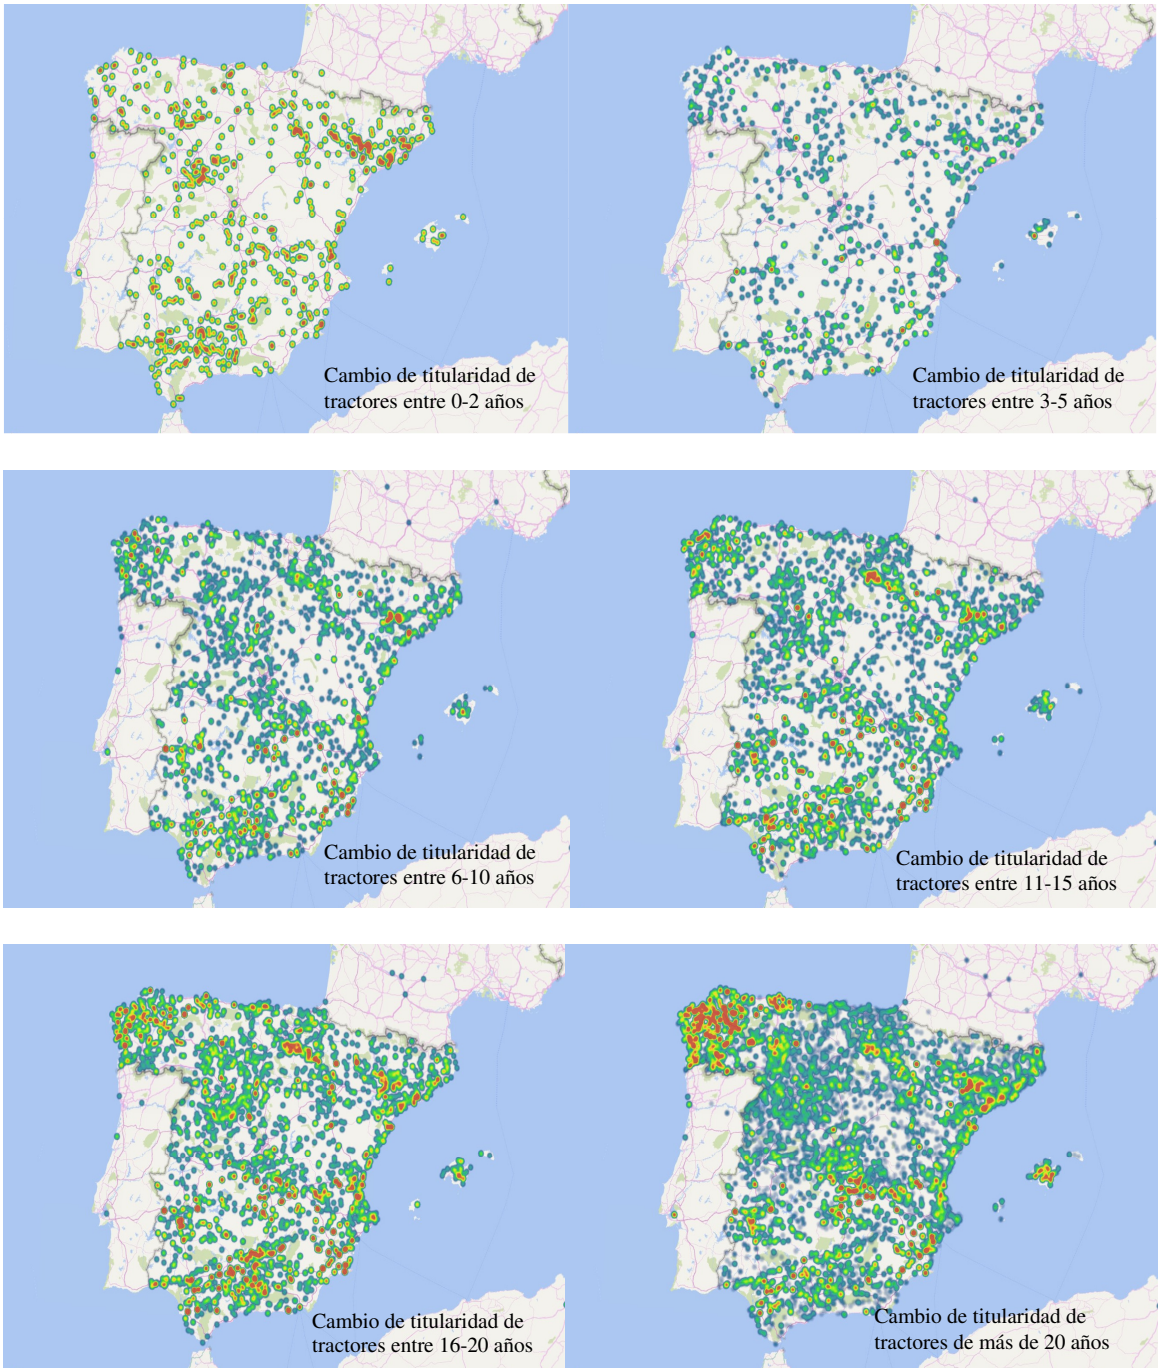 Cambio de titularidad de
tractores entre 0-2 años
Cambio de titularidad de
tractores entre 3-5 años
Cambio de titularidad de
tractores entre 6-10 años
Cambio de titularidad de
tractores entre 11-15 años
Cambio de titularidad de
tractores entre 16-20 años
Cambio de titularidad de
tractores de más de 20 años